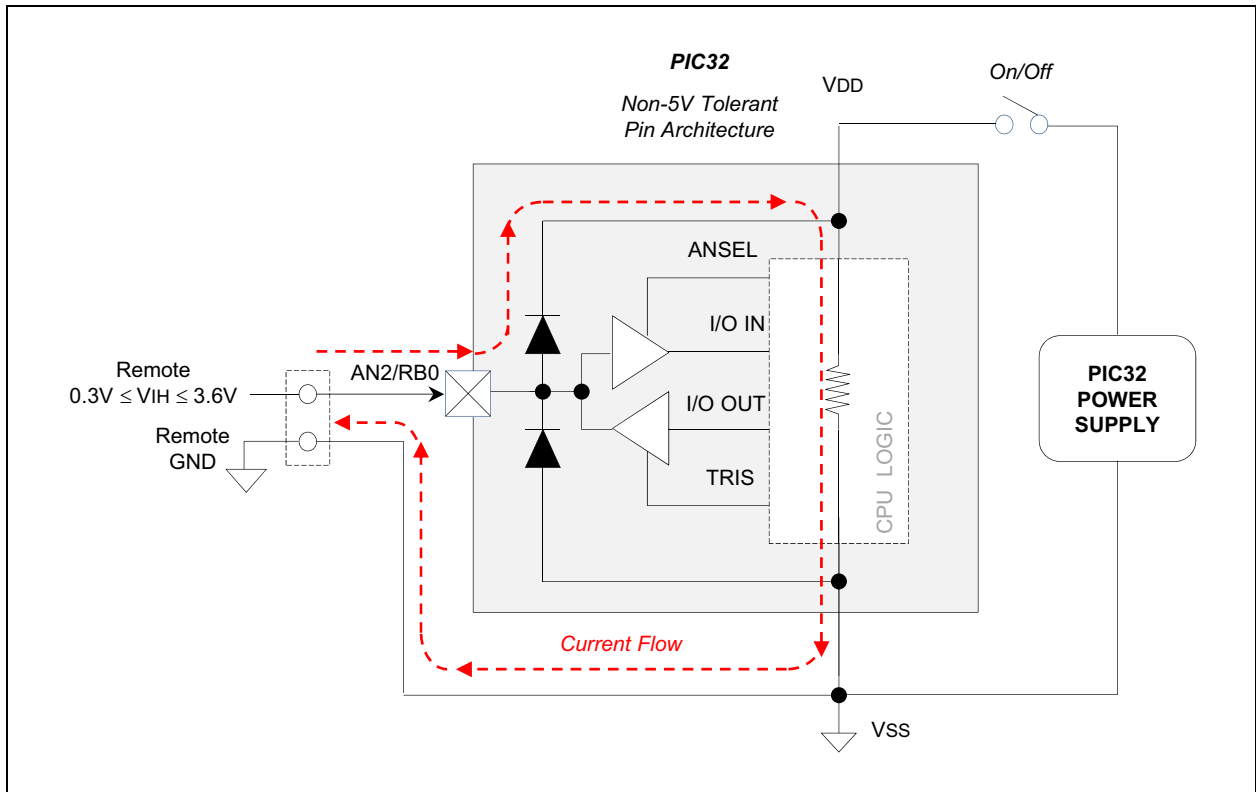 PIC32
Non-5V Tolerant
Pin Architecture
VDD
On/Off
ANSEL
I/O IN
AN2/RB0
Remote
0.3V ≤ VIH ≤ 3.6V
I/O OUT
Remote
GND
TRIS
CPU LOGIC
PIC32
POWER
SUPPLY
Current Flow
VSS